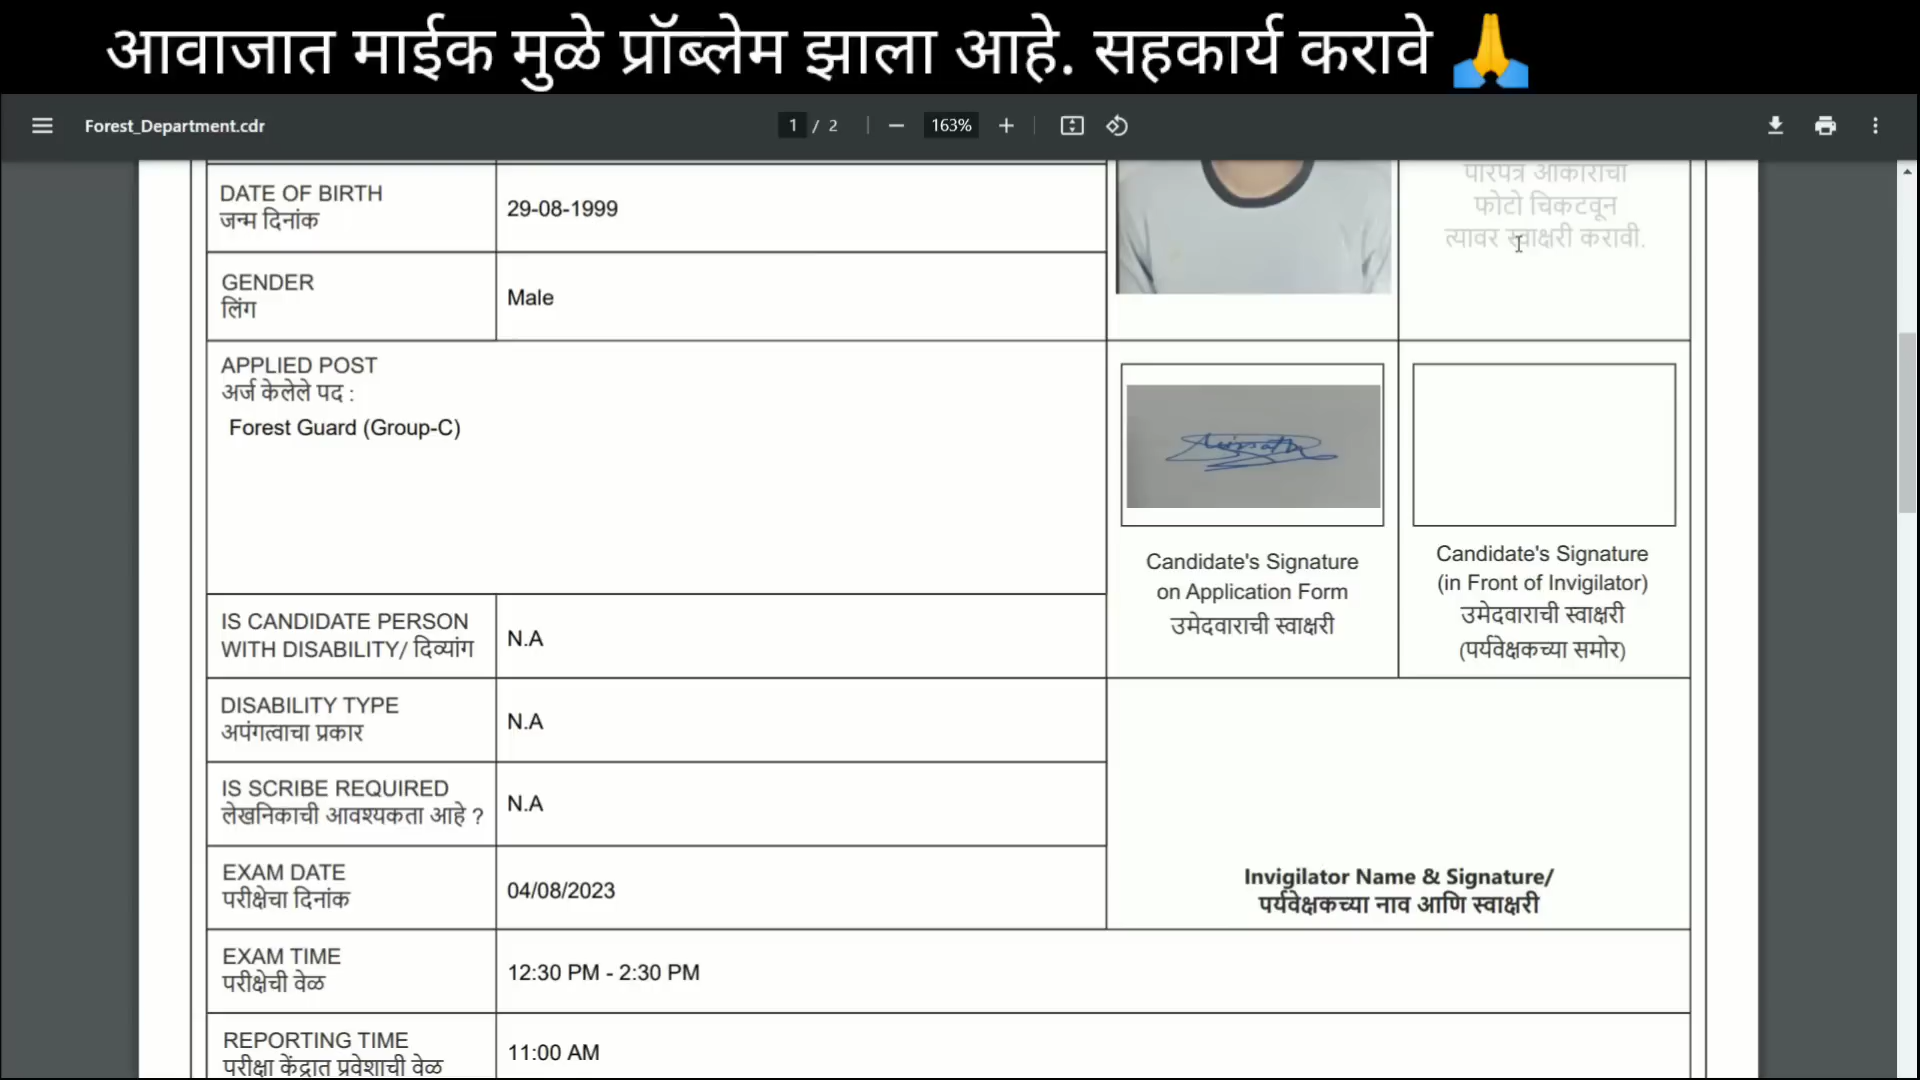 आवाजात माईक मुळे प्रॉब्लेम झाला आहे. सहकार्य करावे 🙏
Forest_Department.cdr
1 / 2
163%
पारपत्र आकाराचा
फोटो चिकटवून
त्यावर स्वाक्षरी करावी.
DATE OF BIRTH
जन्म दिनांक
29-08-1999
GENDER
लिंग
Male
APPLIED POST
अर्ज केलेले पद :
Forest Guard (Group-C)
Candidate's Signature
on Application Form
उमेदवाराची स्वाक्षरी
Candidate's Signature
(in Front of Invigilator)
उमेदवाराची स्वाक्षरी
(पर्यवेक्षकच्या समोर)
IS CANDIDATE PERSON
WITH DISABILITY/ दिव्यांग
N.A
DISABILITY TYPE
अपंगत्वाचा प्रकार
N.A
IS SCRIBE REQUIRED
लेखनिकाची आवश्यकता आहे ?
N.A
EXAM DATE
परीक्षेचा दिनांक
04/08/2023
Invigilator Name & Signature/
पर्यवेक्षकच्या नाव आणि स्वाक्षरी
EXAM TIME
परीक्षेची वेळ
12:30 PM - 2:30 PM
REPORTING TIME
परीक्षा केंद्रात प्रवेशाची वेळ
11:00 AM